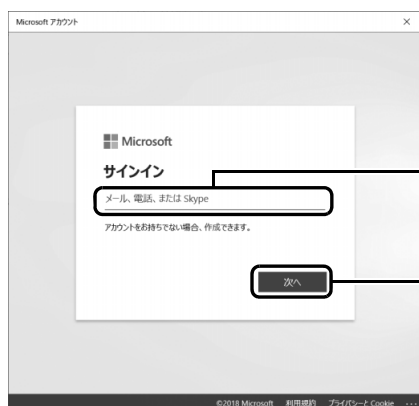 Microsoft アカウント
Microsoft
サインイン
メール、電話、または Skype
アカウントをお持ちでない場合、作成できます。
次へ
©2018 Microsoft 利用規約 プライバシーと Cookie ...